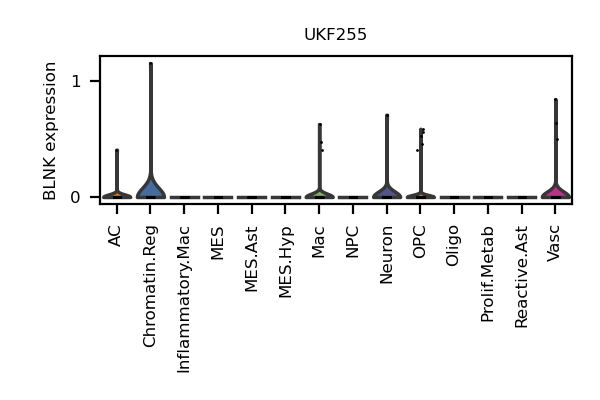 UKF255
BLNK expression
1
0
AC
Chromatin.Reg
Inflammatory.Mac
MES
MES.Ast
MES.Hyp
Mac
NPC
Neuron
OPC
Oligo
Prolif.Metab
Reactive.Ast
Vasc